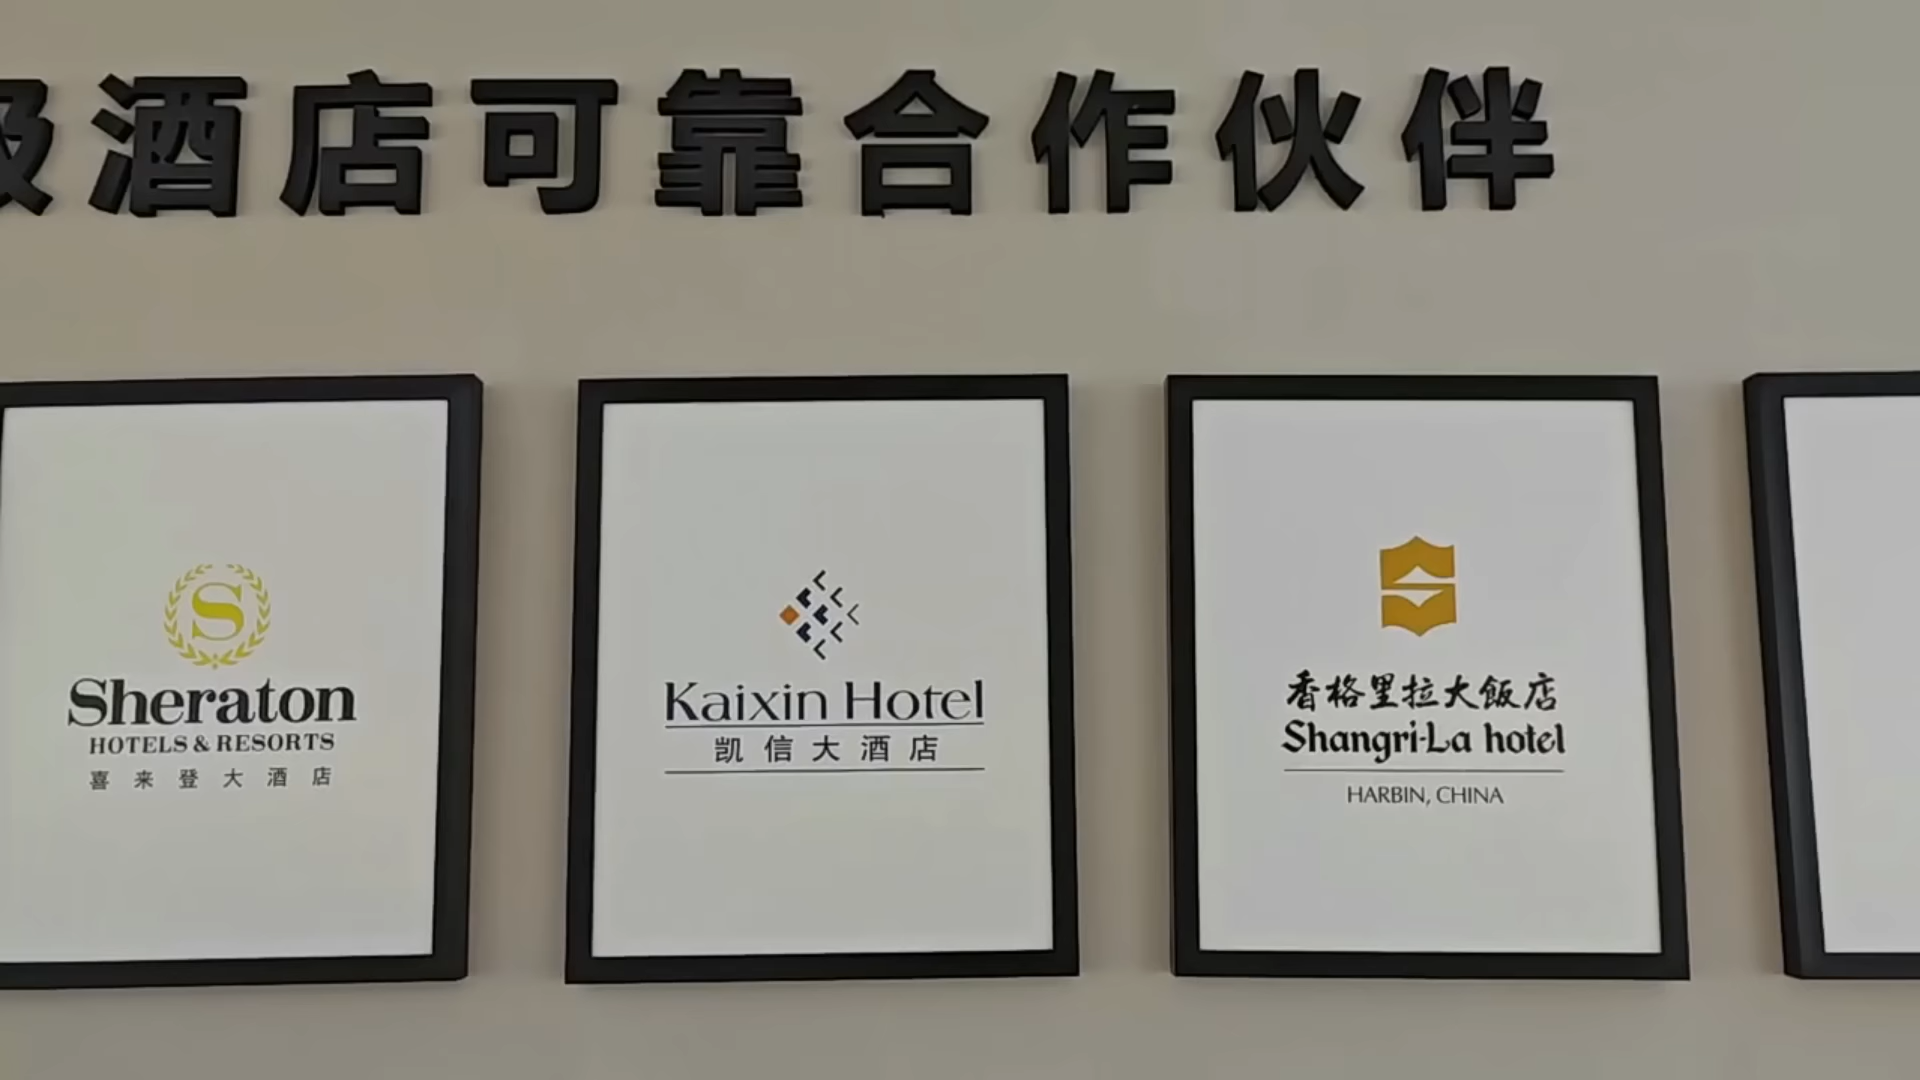 级酒店可靠合作伙伴
S
Sheraton
HOTELS & RESORTS
喜来登大酒店
Kaixin Hotel
凯信大酒店
香格里拉大飯店
Shangri-La hotel
HARBIN, CHINA